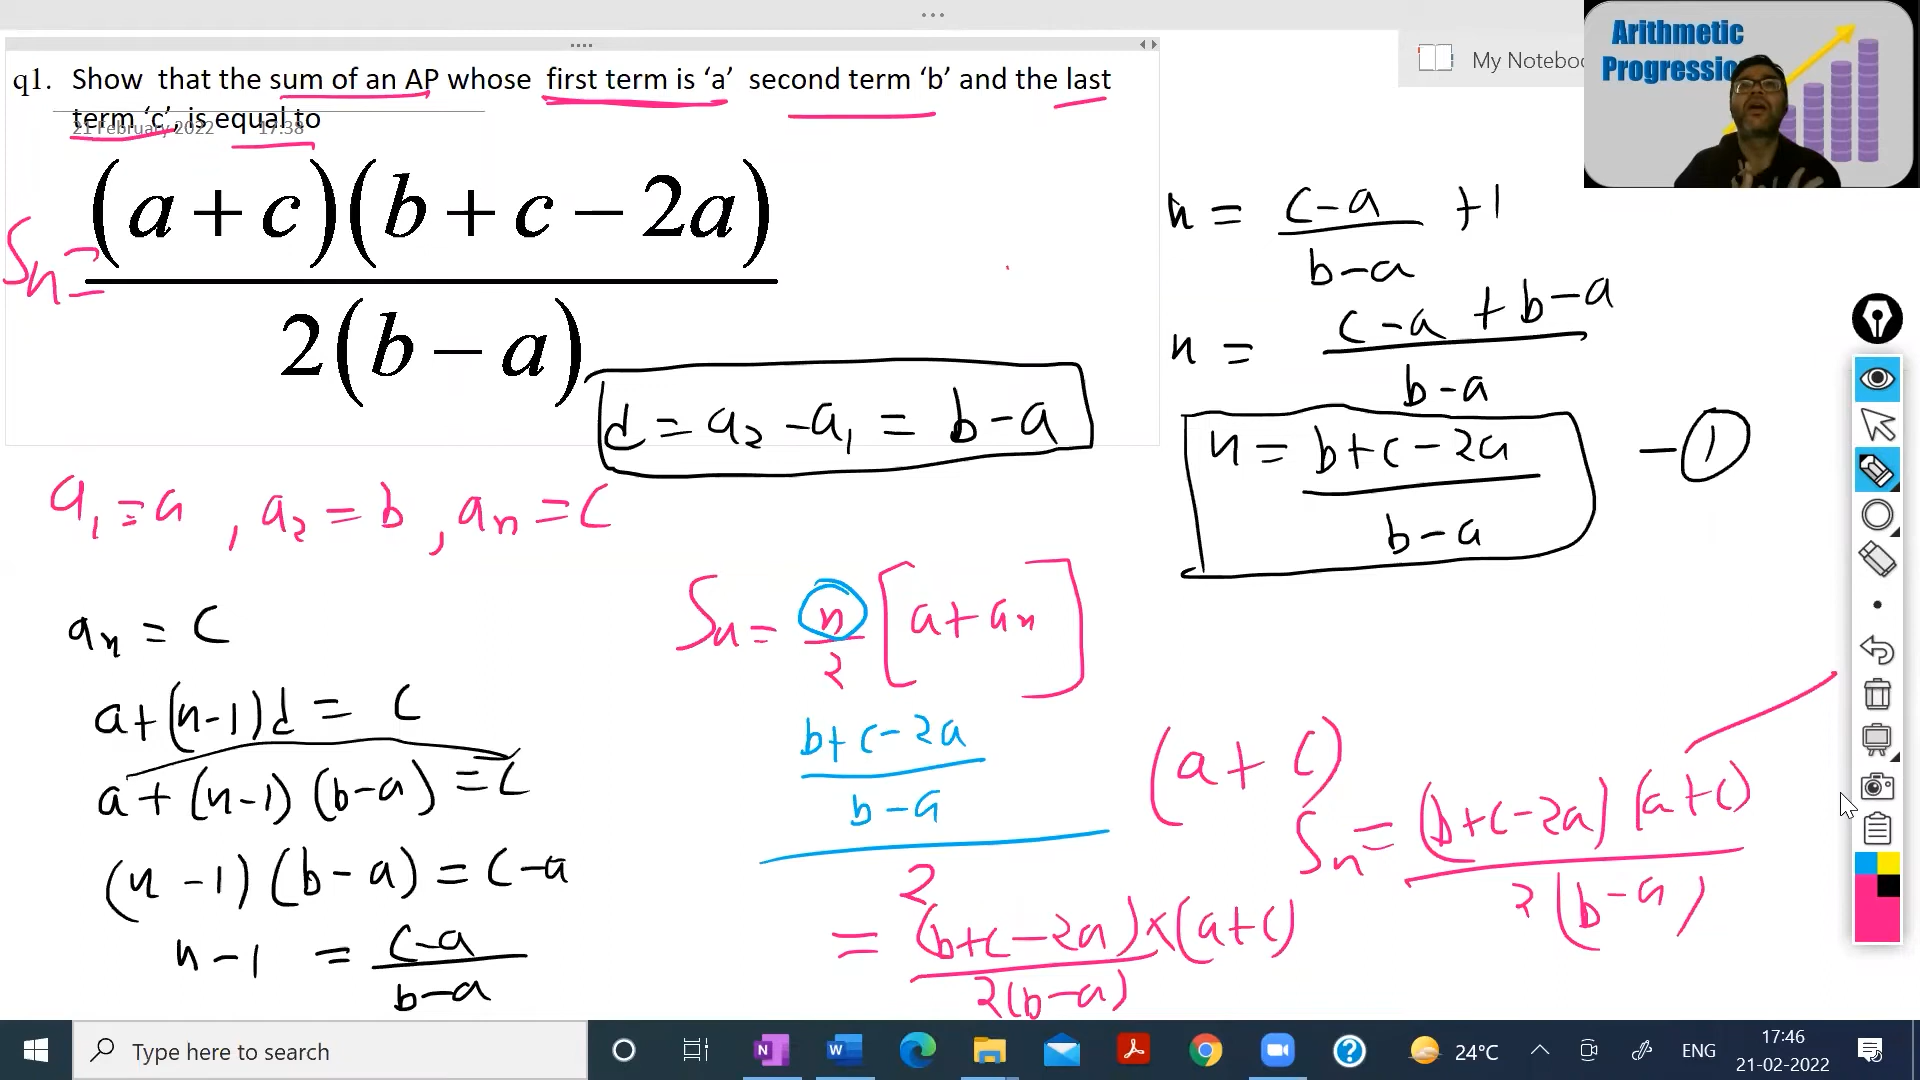 q1. Show that the sum of an AP whose first term is ‘a’ second term ‘b’ and the last
term ‘c’, is equal to
21 February 2022 17:38
Sn =
(a + c)(b + c − 2a)
2(b − a)
d = a₂ − a₁ = b − a
a₁ = a , a₂ = b , aₙ = c
aₙ = c
a + (n − 1)d = c
a + (n − 1)(b − a) = c
(n − 1)(b − a) = c − a
n − 1 = c − a
b − a
Sn = n [a + aₙ]
2
b + c − 2a
b − a
2
(a + c)
= (b + c − 2a) × (a + c)
2(b − a)
n = c − a + 1
b − a
n = c − a + b − a
b − a
n = b + c − 2a − ①
b − a
Sn = (b + c − 2a)(a + c)
2(b − a)
My Notebo
Arithmetic
Progressio
Type here to search
24°C
ENG
17:46
21-02-2022